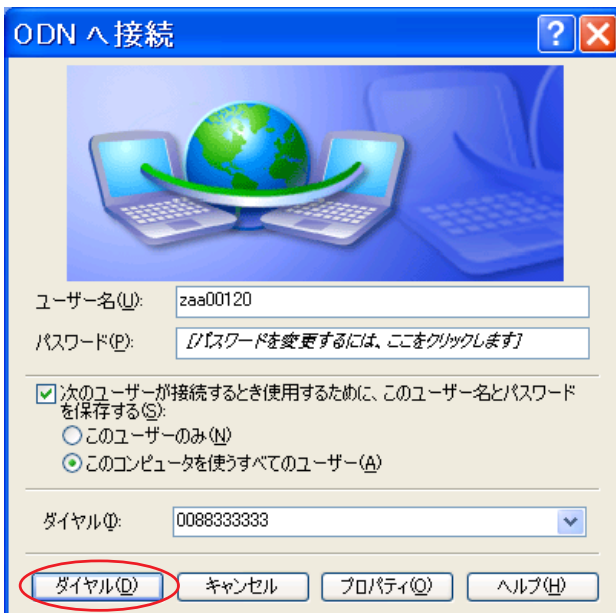 ODN へ接続
ユーザー名(U): zaa00120
パスワード(P): [パスワードを変更するには、ここをクリックします]
次のユーザーが接続するとき使用するために、このユーザー名とパスワード
を保存する(S):
このユーザーのみ(N)
このコンピュータを使うすべてのユーザー(A)
ダイヤル(I): 0088333333
ダイヤル(D) キャンセル プロパティ(O) ヘルプ(H)